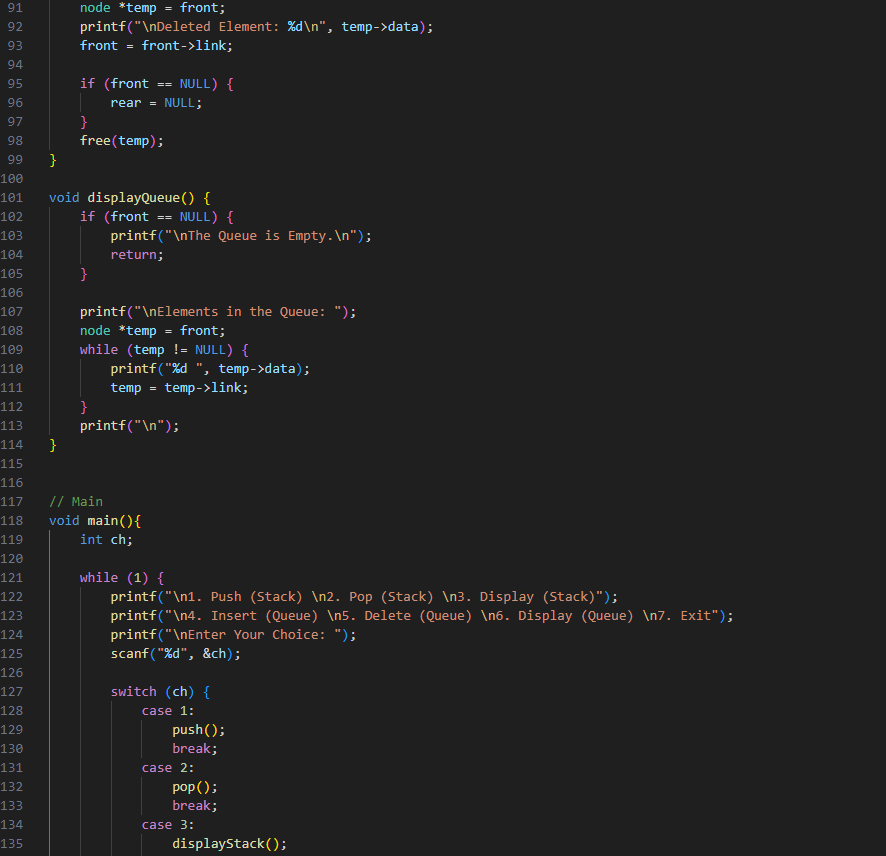 91 node *temp = front;
92 printf("\nDeleted Element: %d\n", temp->data);
93 front = front->link;
94
95 if (front == NULL) {
96 rear = NULL;
97 }
98 free(temp);
99 }
100
101 void displayQueue() {
102 if (front == NULL) {
103 printf("\nThe Queue is Empty.\n");
104 return;
105 }
106
107 printf("\nElements in the Queue: ");
108 node *temp = front;
109 while (temp != NULL) {
110 printf("%d ", temp->data);
111 temp = temp->link;
112 }
113 printf("\n");
114 }
115
116
117 // Main
118 void main(){
119 int ch;
120
121 while (1) {
122 printf("\n1. Push (Stack) \n2. Pop (Stack) \n3. Display (Stack)");
123 printf("\n4. Insert (Queue) \n5. Delete (Queue) \n6. Display (Queue) \n7. Exit");
124 printf("\nEnter Your Choice: ");
125 scanf("%d", &ch);
126
127 switch (ch) {
128 case 1:
129 push();
130 break;
131 case 2:
132 pop();
133 break;
134 case 3:
135 displayStack();